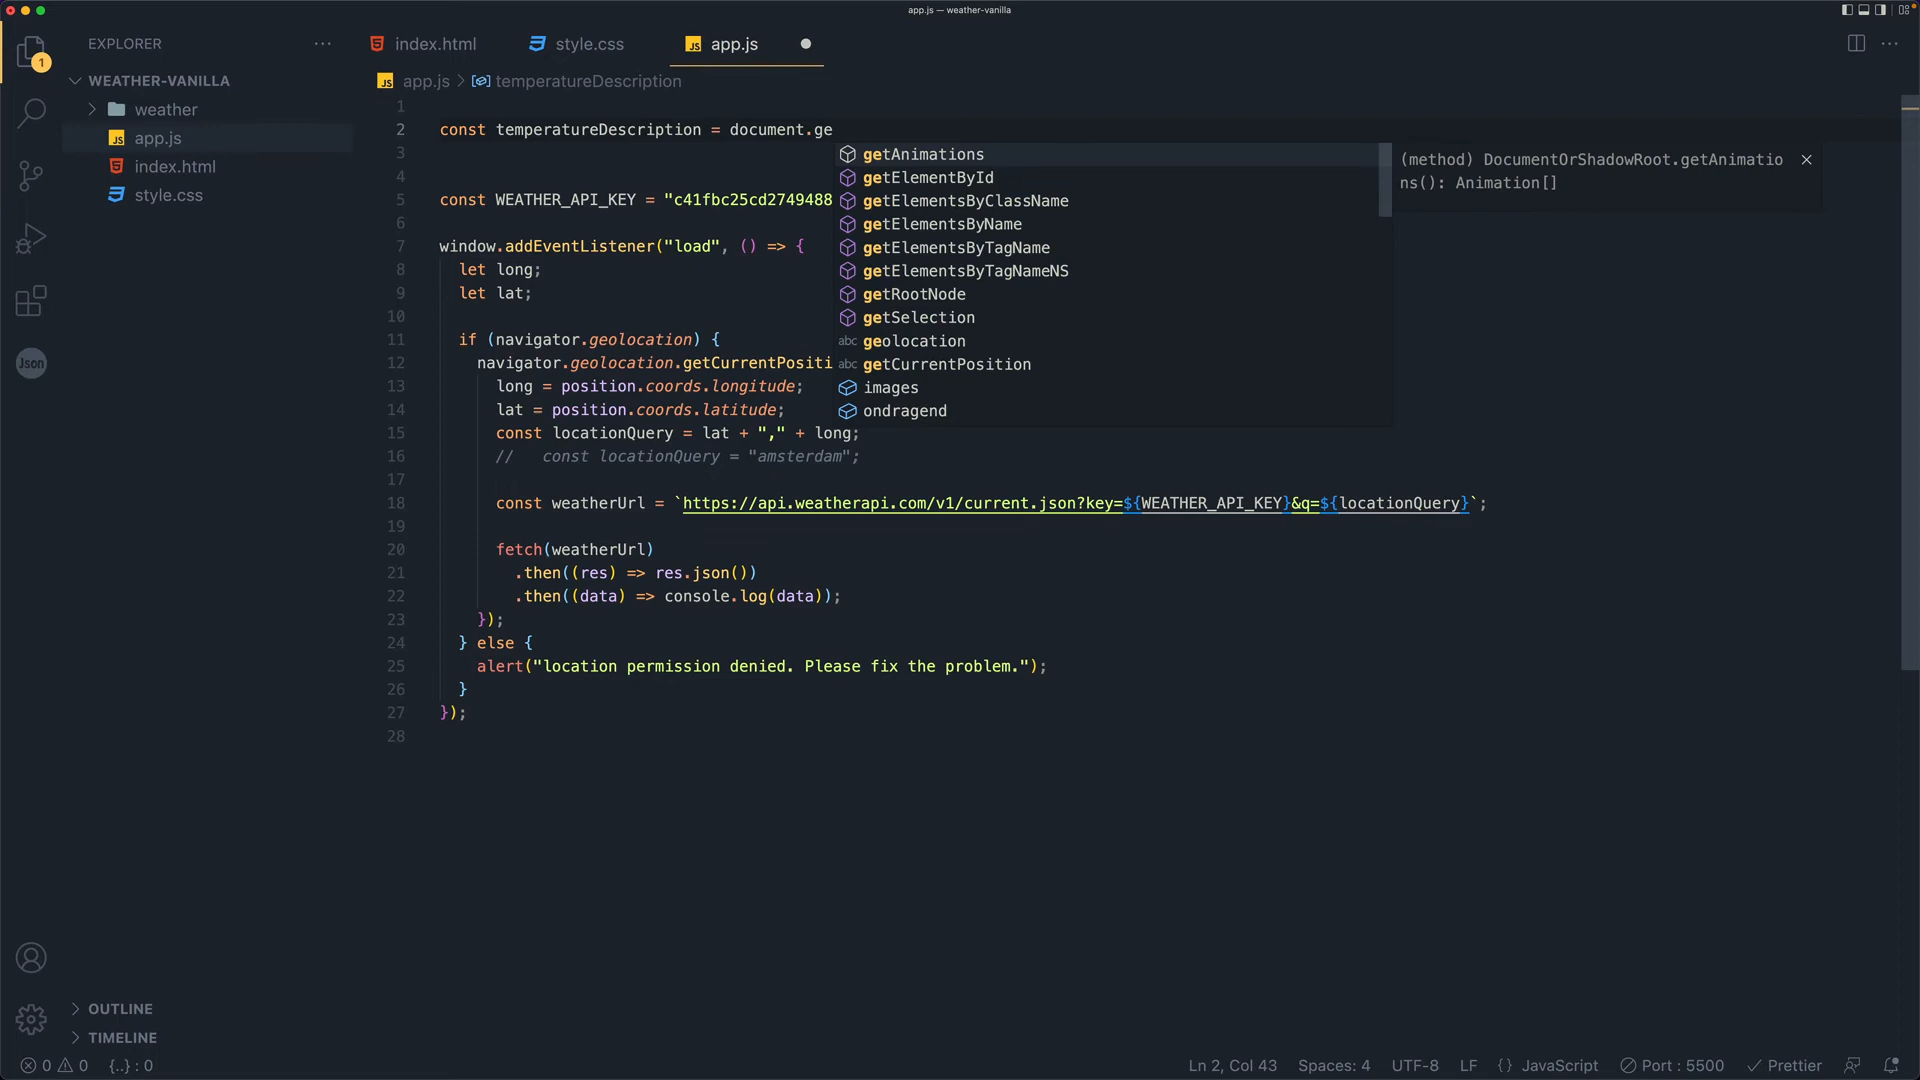 app.js — weather-vanilla
EXPLORER
index.html
style.css
JS app.js
1
WEATHER-VANILLA
JS app.js > temperatureDescription
weather
JS app.js
index.html
style.css
Json
1
2 const temperatureDescription = document.ge
3
4
5 const WEATHER_API_KEY = "c41fbc25cd2749488
6
7 window.addEventListener("load", () => {
8 let long;
9 let lat;
10
11 if (navigator.geolocation) {
12 navigator.geolocation.getCurrentPositi
13 long = position.coords.longitude;
14 lat = position.coords.latitude;
15 const locationQuery = lat + "," + long;
16 // const locationQuery = "amsterdam";
17
18 const weatherUrl = `https://api.weatherapi.com/v1/current.json?key=${WEATHER_API_KEY}&q=${locationQuery}`;
19
20 fetch(weatherUrl)
21 .then((res) => res.json())
22 .then((data) => console.log(data));
23 });
24 } else {
25 alert("location permission denied. Please fix the problem.");
26 }
27 });
28
getAnimations
getElementById
getElementsByClassName
getElementsByName
getElementsByTagName
getElementsByTagNameNS
getRootNode
getSelection
abc geolocation
abc getCurrentPosition
images
ondragend
(method) DocumentOrShadowRoot.getAnimatio
ns(): Animation[]
OUTLINE
TIMELINE
0 0 {..} : 0
Ln 2, Col 43 Spaces: 4 UTF-8 LF {} JavaScript Port : 5500 Prettier